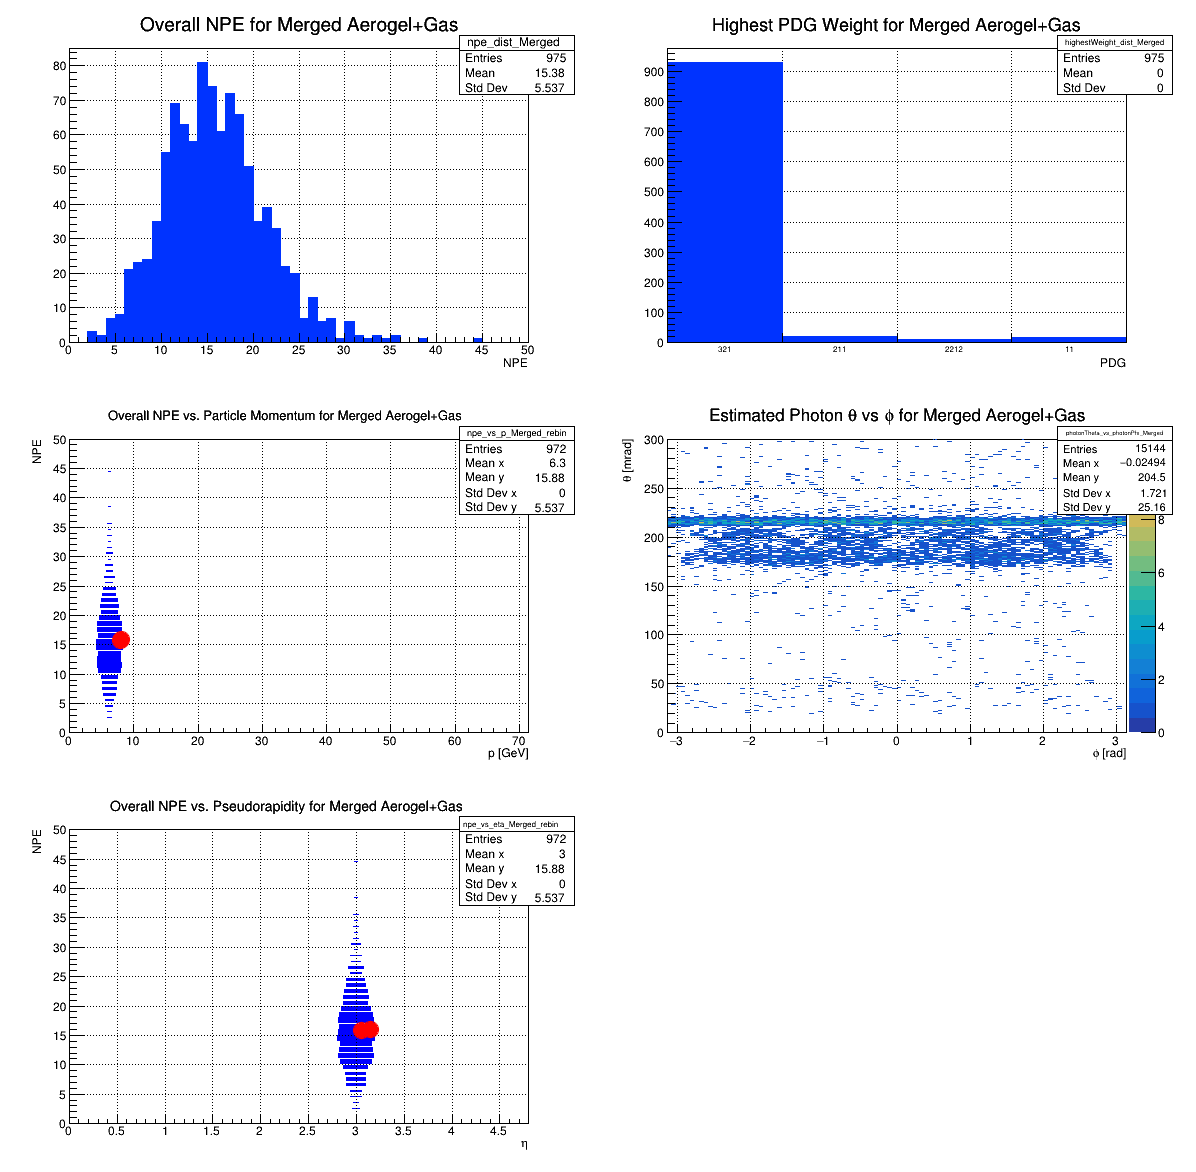 Overall NPE for Merged Aerogel+Gas
npe_dist_Merged
Entries 975
Mean 15.38
Std Dev 5.537
80
70
60
50
40
30
20
10
0
0 5 10 15 20 25 30 35 40 45 50
NPE
Highest PDG Weight for Merged Aerogel+Gas
highestWeight_dist_Merged
Entries 975
Mean 0
Std Dev 0
900
800
700
600
500
400
300
200
100
0
321 211 2212 11
PDG
Overall NPE vs. Particle Momentum for Merged Aerogel+Gas
npe_vs_p_Merged_rebin
Entries 972
Mean x 6.3
Mean y 15.88
Std Dev x 0
Std Dev y 5.537
NPE
50
45
40
35
30
25
20
15
10
5
0
0 10 20 30 40 50 60 70
p [GeV]
Estimated Photon θ vs ϕ for Merged Aerogel+Gas
photonTheta_vs_photonPhi_Merged
Entries 15144
Mean x −0.02494
Mean y 204.5
Std Dev x 1.721
Std Dev y 25.16
θ [mrad]
300
250
200
150
100
50
0
−3 −2 −1 0 1 2 3
ϕ [rad]
8
6
4
2
0
Overall NPE vs. Pseudorapidity for Merged Aerogel+Gas
npe_vs_eta_Merged_rebin
Entries 972
Mean x 3
Mean y 15.88
Std Dev x 0
Std Dev y 5.537
NPE
50
45
40
35
30
25
20
15
10
5
0
0 0.5 1 1.5 2 2.5 3 3.5 4 4.5
η